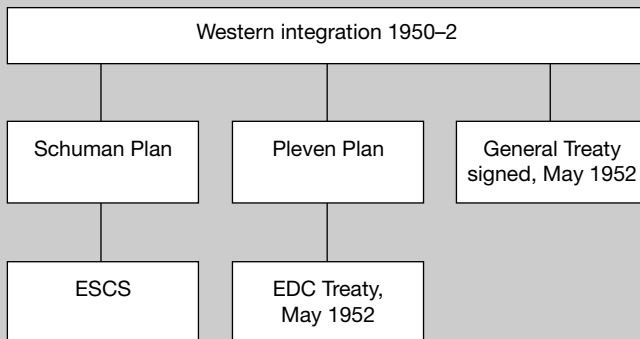 Western integration 1950–2
Schuman Plan
Pleven Plan
General Treaty
signed, May 1952
ESCS
EDC Treaty,
May 1952